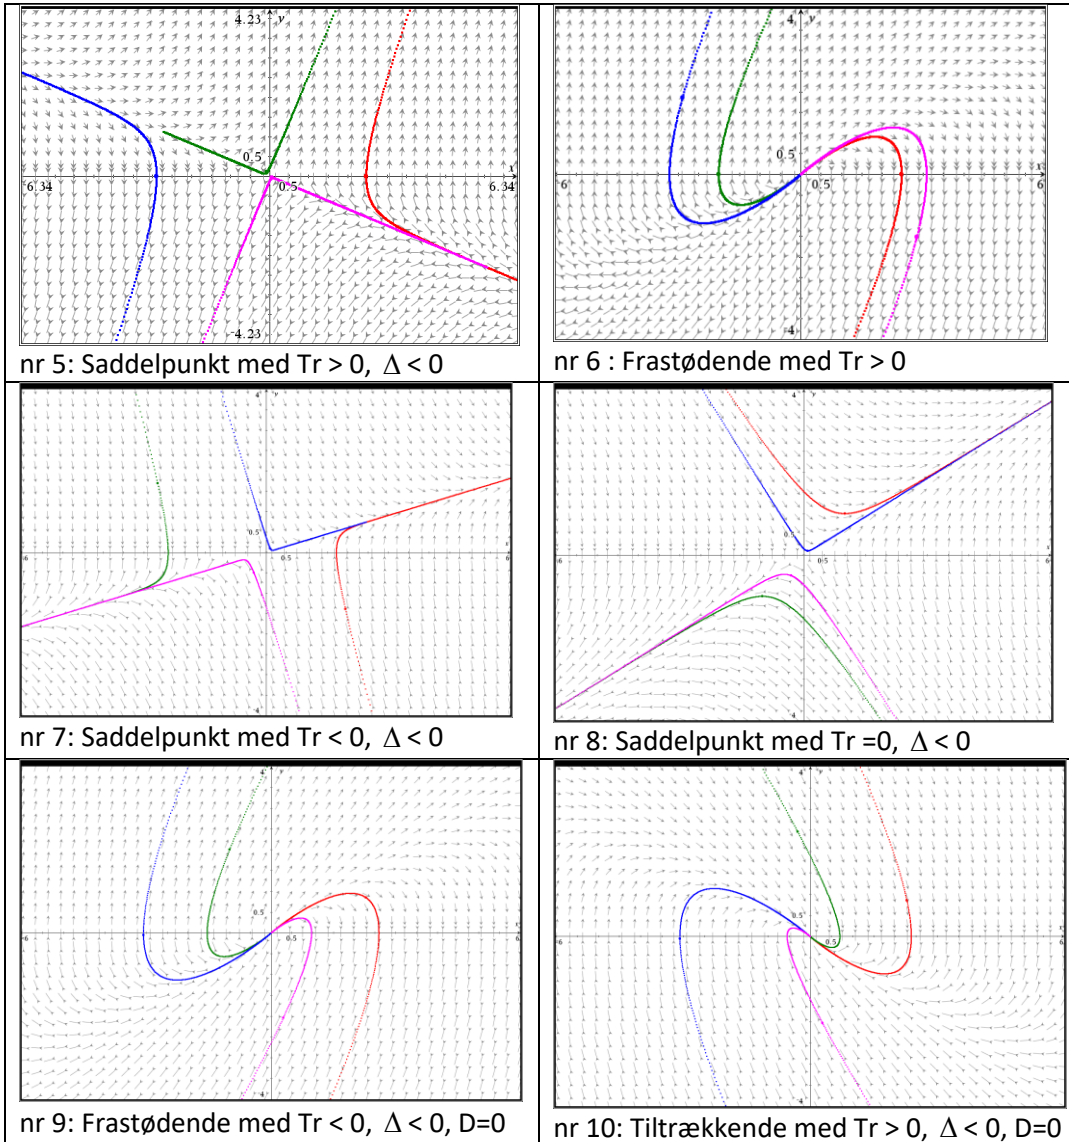 4.23 y
0.5
x
-6.34 0.5 6.34
-4.23
nr 5: Saddelpunkt med Tr > 0, Δ < 0
4 y
0.5
x
-6 0.5 6
-4
nr 6 : Frastødende med Tr > 0
4 y
0.5
x
-6 0.5 6
-4
nr 7: Saddelpunkt med Tr < 0, Δ < 0
4 y
0.5
x
-6 0.5 6
-4
nr 8: Saddelpunkt med Tr =0, Δ < 0
4 y
0.5
x
-6 0.5 6
-4
nr 9: Frastødende med Tr < 0, Δ < 0, D=0
4 y
0.5
x
-6 0.5 6
-4
nr 10: Tiltrækkende med Tr > 0, Δ < 0, D=0